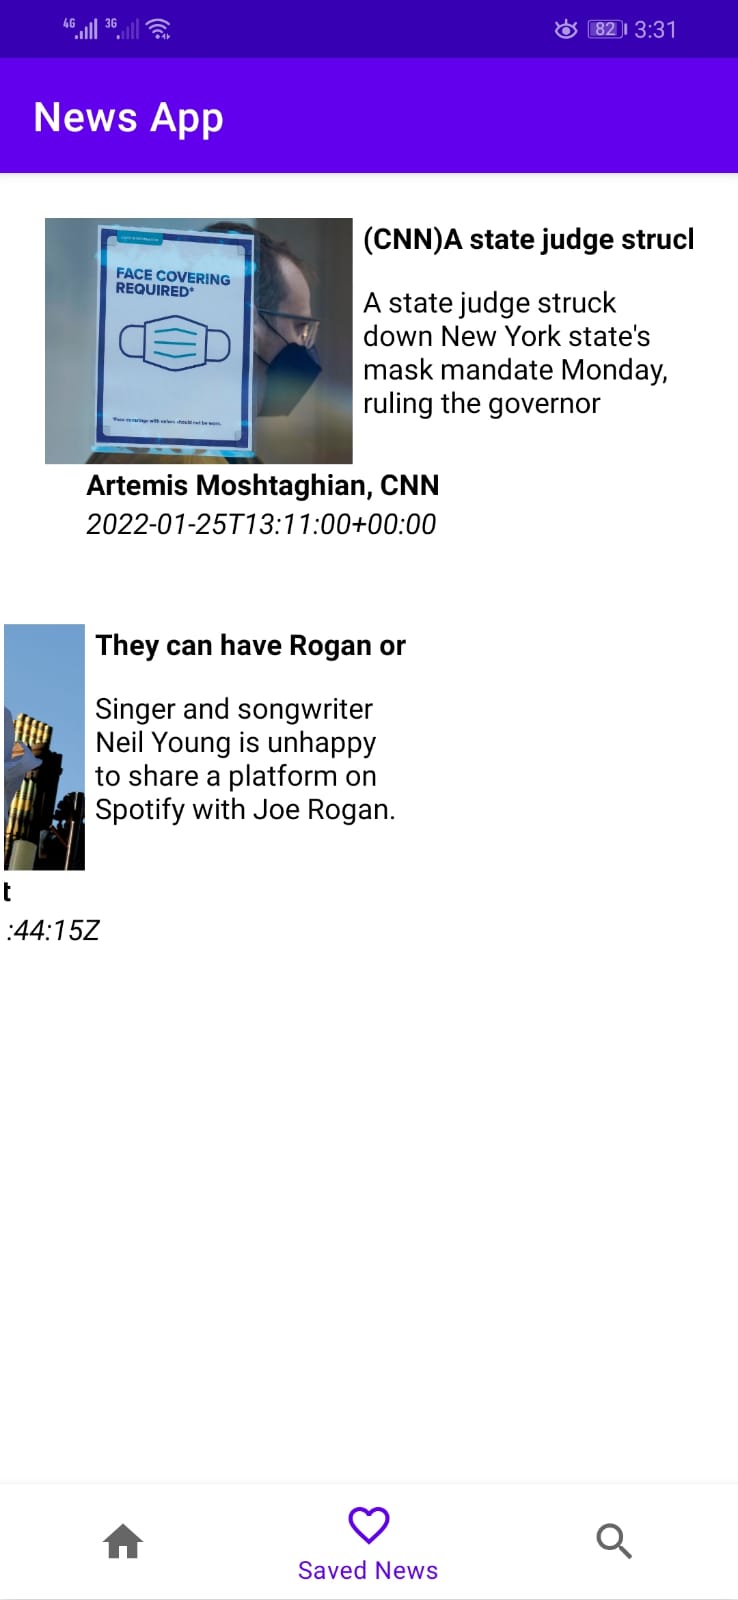 4G 3G 82 3:31
News App
FACE COVERING
REQUIRED*
(CNN)A state judge struc
A state judge struck
down New York state's
mask mandate Monday,
ruling the governor
Artemis Moshtaghian, CNN
2022-01-25T13:11:00+00:00
They can have Rogan or
Singer and songwriter
Neil Young is unhappy
to share a platform on
Spotify with Joe Rogan.
t
:44:15Z
Saved News